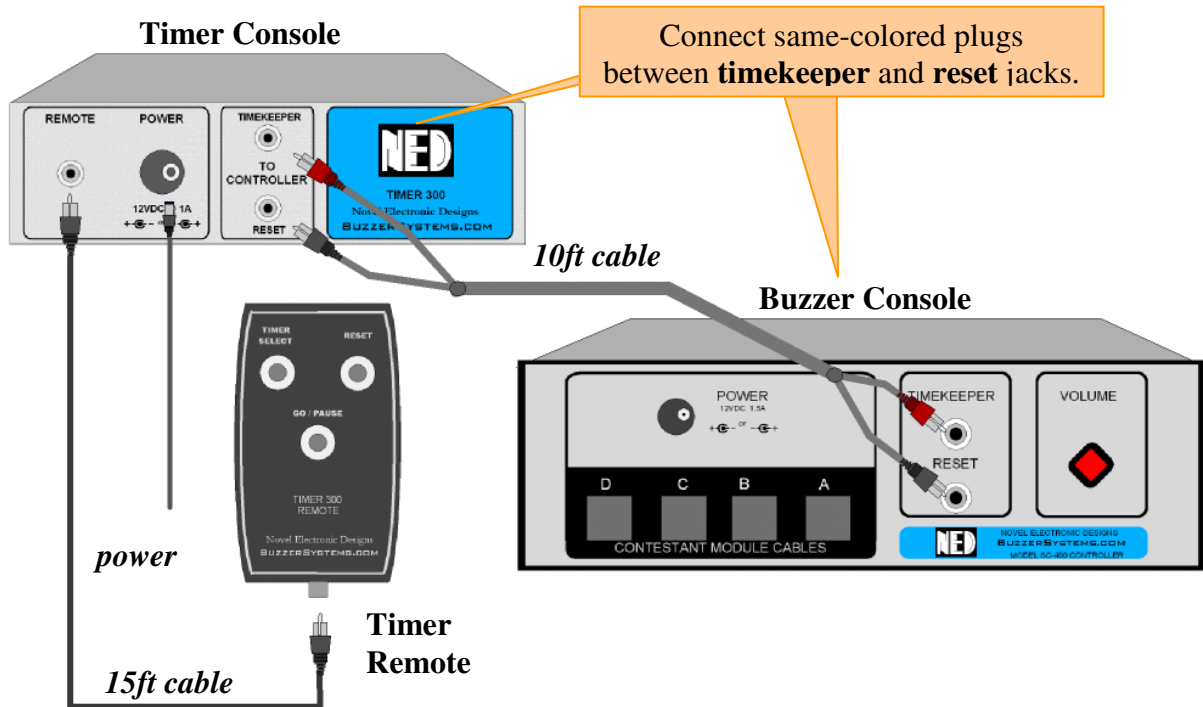 Timer Console
Connect same-colored plugs
between timekeeper and reset jacks.
REMOTE
POWER
12VDC 1A
+ - or - +
TIMEKEEPER
TO
CONTROLLER
RESET
NED
TIMER 300
Novel Electronic Designs
BUZZERSYSTEMS.COM
10ft cable
Buzzer Console
TIMER
SELECT
RESET
GO / PAUSE
TIMER 300
REMOTE
Novel Electronic Designs
BUZZERSYSTEMS.COM
POWER
12VDC 1.5A
+ - or - +
D C B A
CONTESTANT MODULE CABLES
TIMEKEEPER
RESET
VOLUME
NED
NOVEL ELECTRONIC DESIGNS
BUZZERSYSTEMS.COM
MODEL SC-400 CONTROLLER
power
Timer
Remote
15ft cable